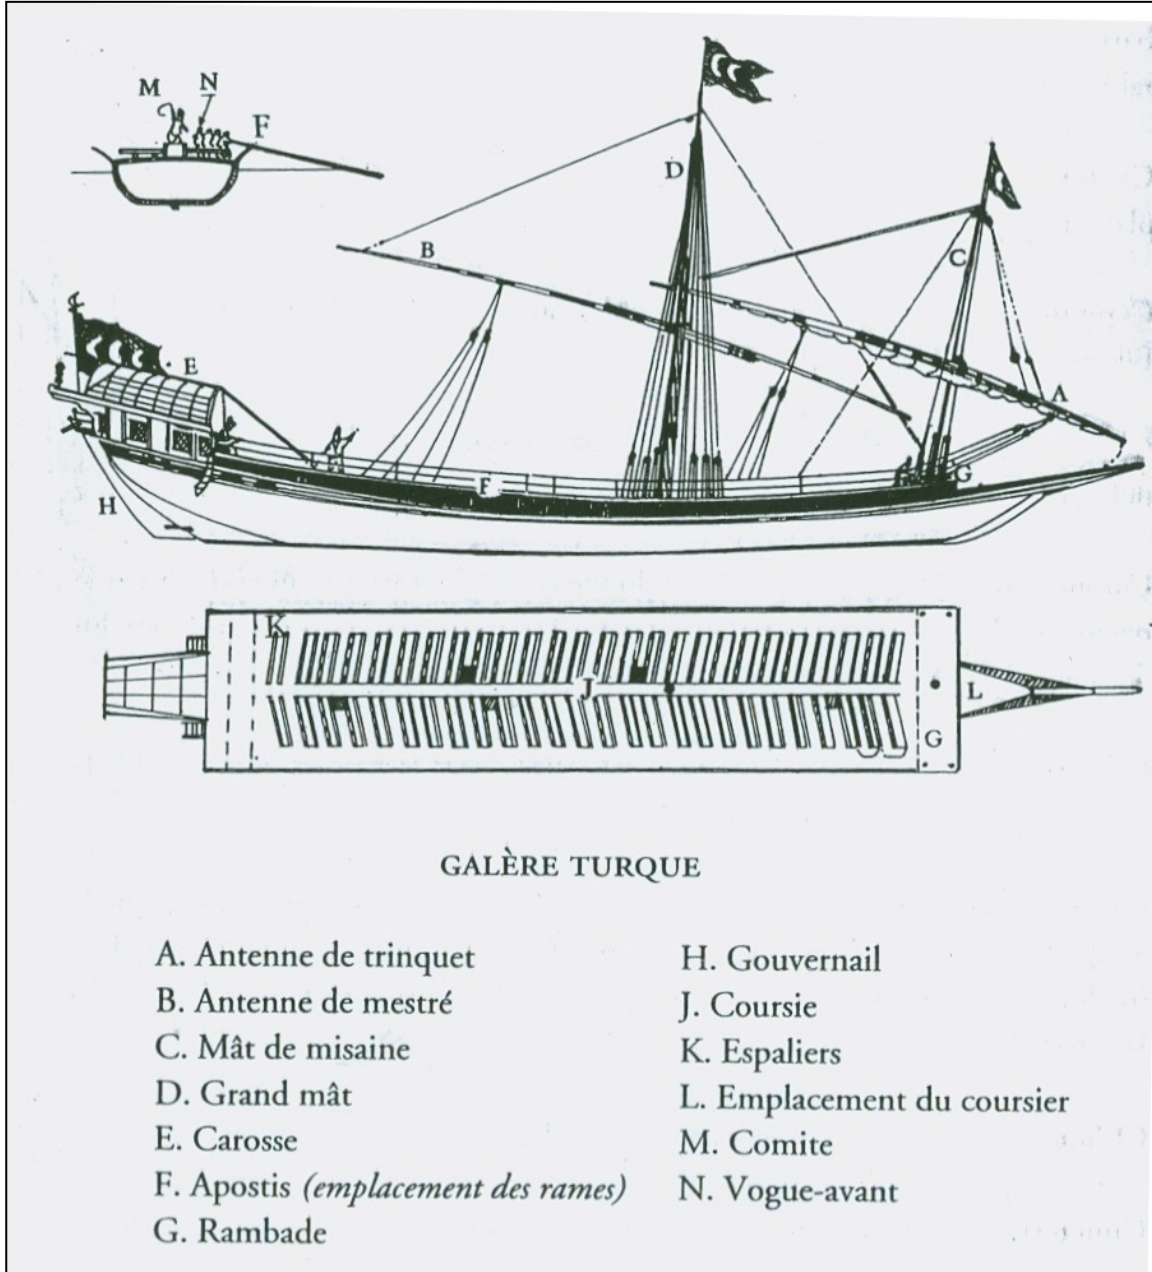 M N
F
D
B
C
E
A
F
G
H
K
J
L
G
GALÈRE TURQUE
A. Antenne de trinquet
B. Antenne de mestré
C. Mât de misaine
D. Grand mât
E. Carosse
F. Apostis (emplacement des rames)
G. Rambade
H. Gouvernail
J. Coursie
K. Espaliers
L. Emplacement du coursier
M. Comite
N. Vogue-avant